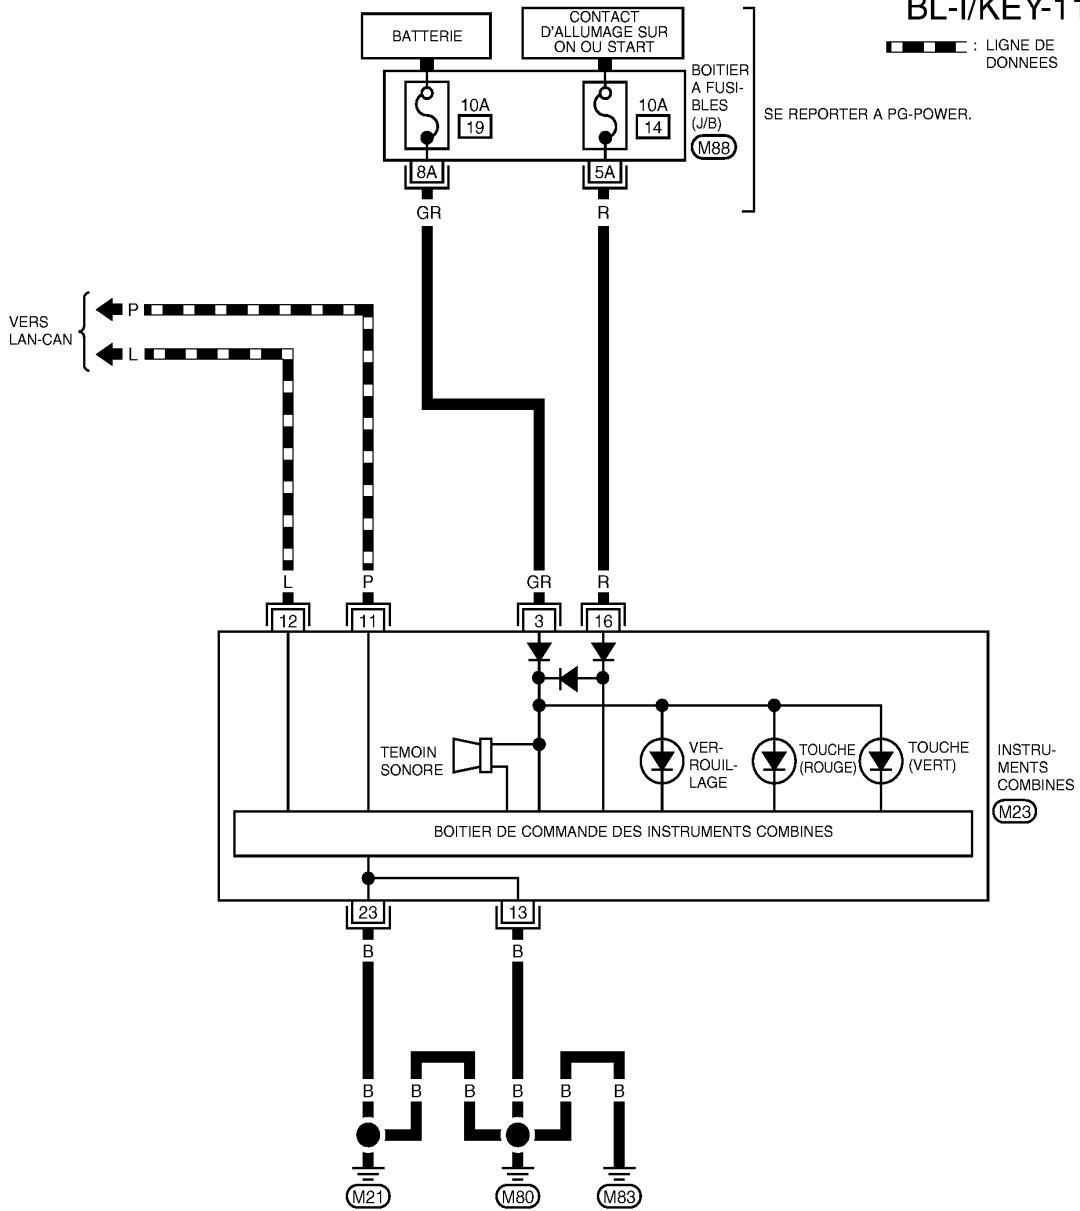 BL-I/KEY-11
: LIGNE DE
DONNEES
BATTERIE
CONTACT
D'ALLUMAGE SUR
ON OU START
BOITIER
A FUSI-
BLES
(J/B)
M88
SE REPORTER A PG-POWER.
10A
19
10A
14
8A
5A
GR
R
VERS
LAN-CAN
P
L
L
P
GR
R
12
11
3
16
TEMOIN
SONORE
VER-
ROUIL-
LAGE
TOUCHE
(ROUGE)
TOUCHE
(VERT)
INSTRU-
MENTS
COMBINES
M23
BOITIER DE COMMANDE DES INSTRUMENTS COMBINES
23
13
B
B
B
B
B
B
B
B
M21
M80
M83